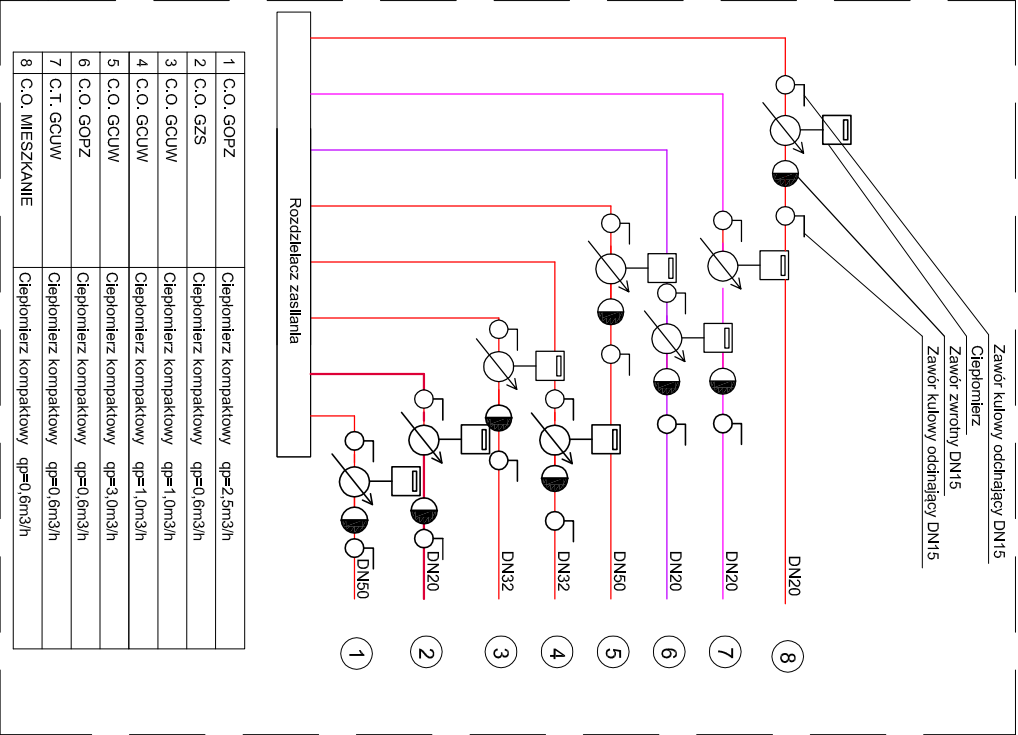 Zawór kulowy odcinający DN15
Ciepłomierz
Zawór zwrotny DN15
Zawór kulowy odcinający DN15
DN20
8
DN20
7
DN20
6
DN50
5
DN32
4
DN32
3
DN20
2
DN50
1
Rozdzielacz zasilania
1 C.O. GOPZ Ciepłomierz kompaktowy qp=2,5m3/h
2 C.O. GZS Ciepłomierz kompaktowy qp=0,6m3/h
3 C.O. GCUW Ciepłomierz kompaktowy qp=1,0m3/h
4 C.O. GCUW Ciepłomierz kompaktowy qp=1,0m3/h
5 C.O. GCUW Ciepłomierz kompaktowy qp=3,0m3/h
6 C.O. GOPZ Ciepłomierz kompaktowy qp=0,6m3/h
7 C.T. GCUW Ciepłomierz kompaktowy qp=0,6m3/h
8 C.O. MIESZKANIE Ciepłomierz kompaktowy qp=0,6m3/h